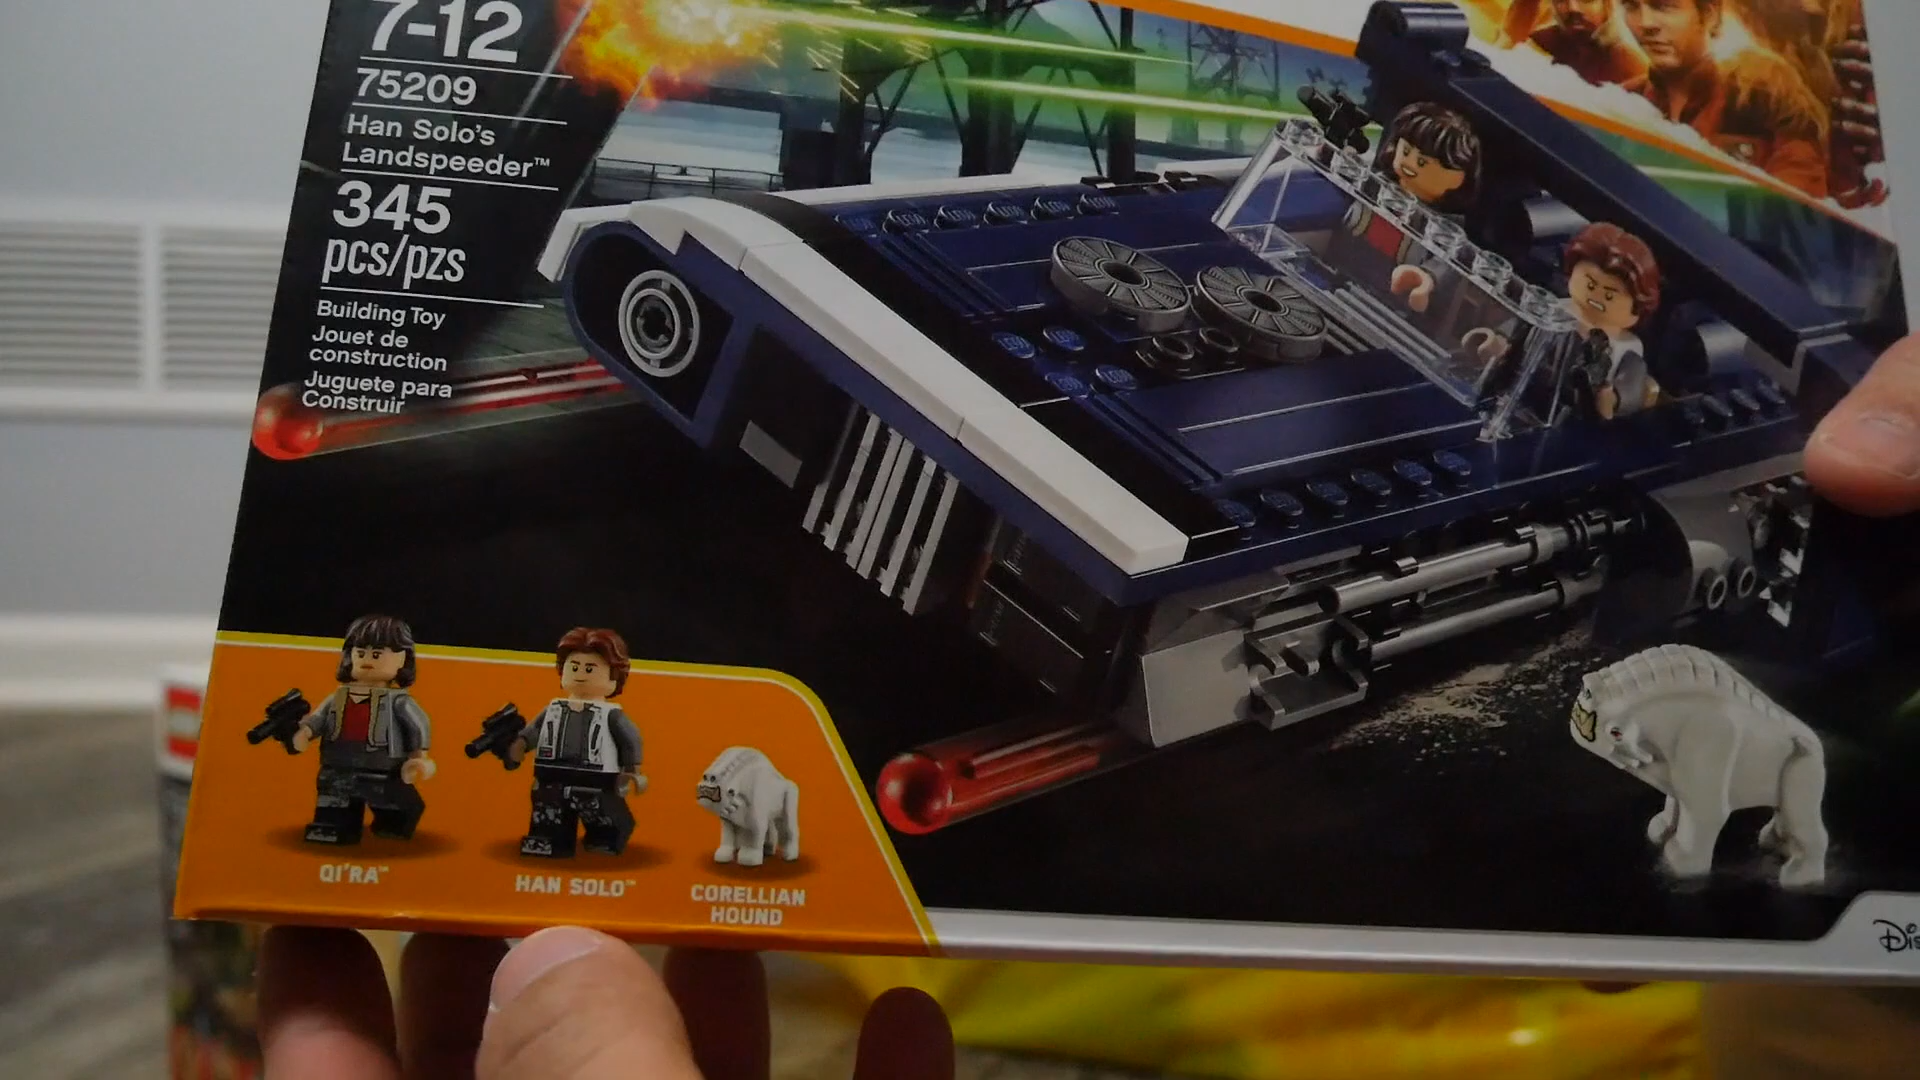 7-12
75209
Han Solo's
Landspeeder™
345
pcs/pzs
Building Toy
Jouet de
construction
Juguete para
Construir
QI'RA™
HAN SOLO™
CORELLIAN
HOUND